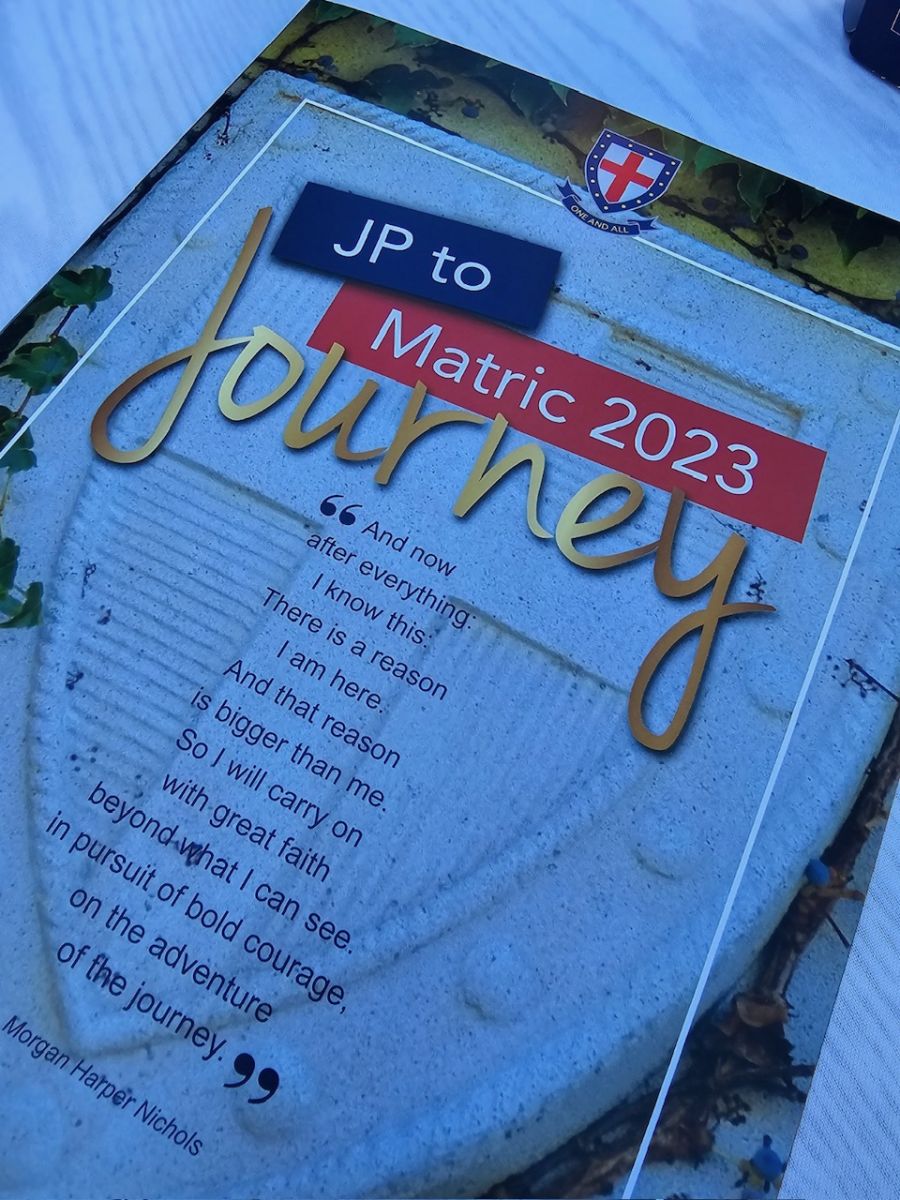 ONE AND ALL
JP to
Matric 2023
Journey
“ And now
after everything:
I know this:
There is a reason
I am here.
And that reason
is bigger than me.
So I will carry on
with great faith
beyond what I can see.
in pursuit of bold courage,
on the adventure
of the journey. ”
Morgan Harper Nichols